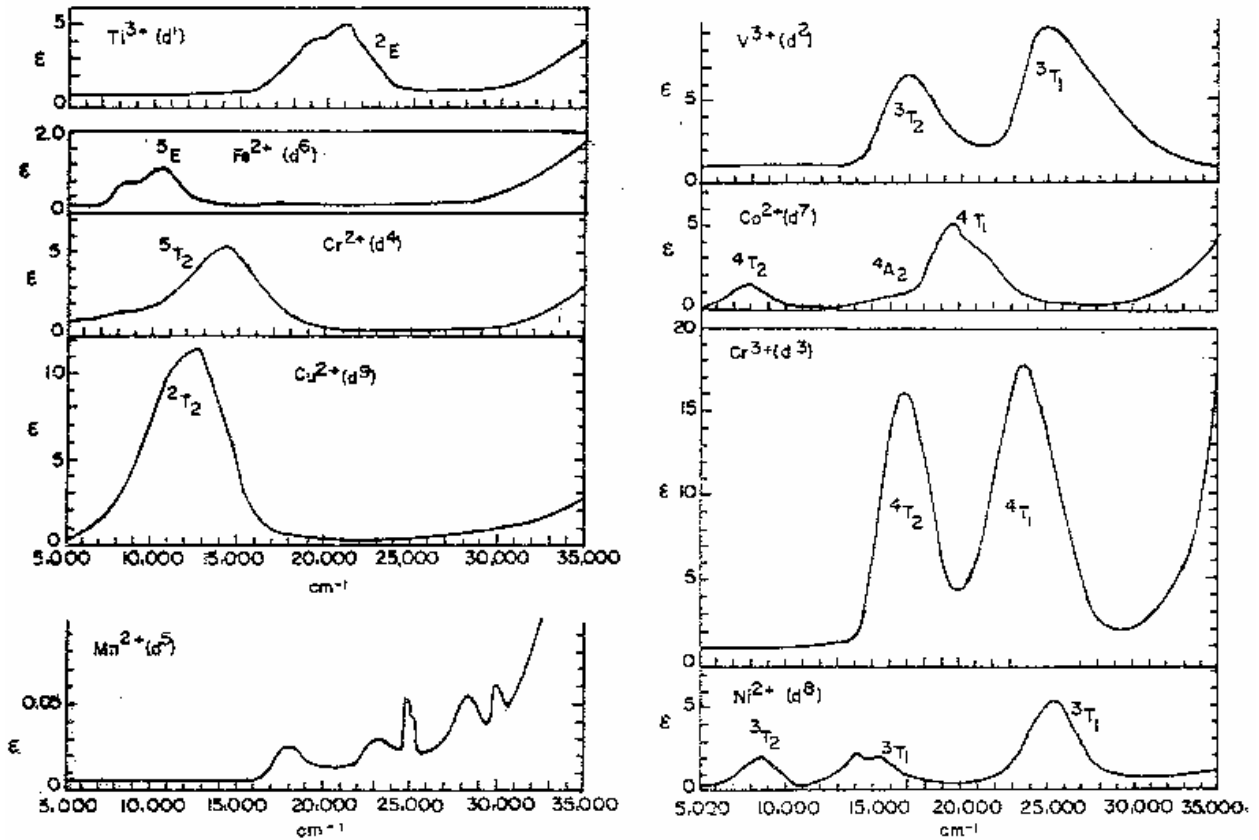 5
Ti³⁺ (d¹)
²E
ε
0
2.0
⁵E
Fe²⁺ (d⁶)
ε
0
⁵T₂
Cr²⁺ (d⁴)
5
ε
0
10
Cu²⁺ (d⁹)
²T₂
ε
5
0
5,000 10,000 15,000 20,000 25,000 30,000 35,000
cm⁻¹
Mn²⁺ (d⁵)
0.05
ε
0
5,000 10,000 15,000 20,000 25,000 30,000 35,000
V³⁺(d²)
³T₁
ε
5
³T₂
0
Co²⁺(d⁷)
5
⁴T₁
ε
⁴T₂
⁴A₂
0
20
Cr³⁺(d³)
15
ε 10
⁴T₂
⁴T₁
5
0
5
Ni²⁺ (d⁸)
ε
³T₂
³T₁
³T₁
0
5,020 15,000 20,000 25,000 30,000 35,000
cm⁻¹